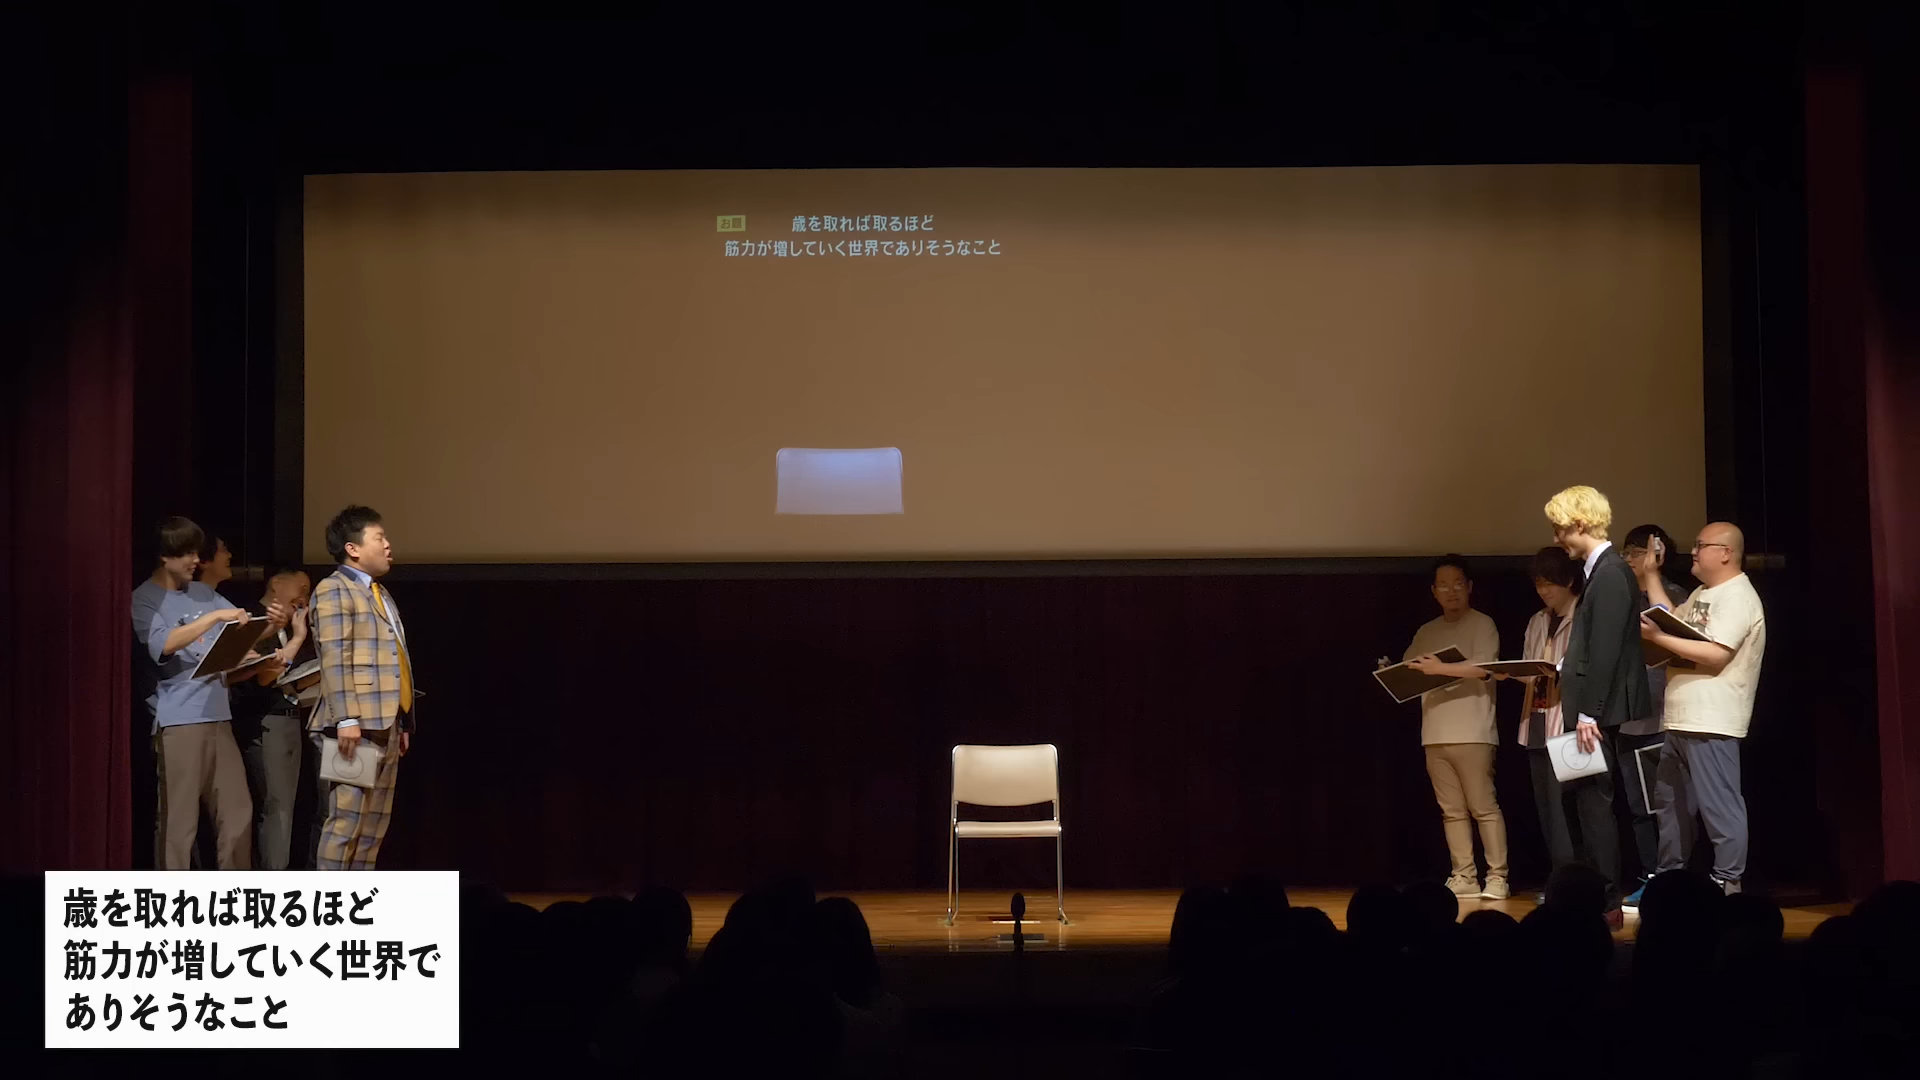 お題 歳を取れば取るほど
筋力が増していく世界でありそうなこと
歳を取れば取るほど
筋力が増していく世界で
ありそうなこと